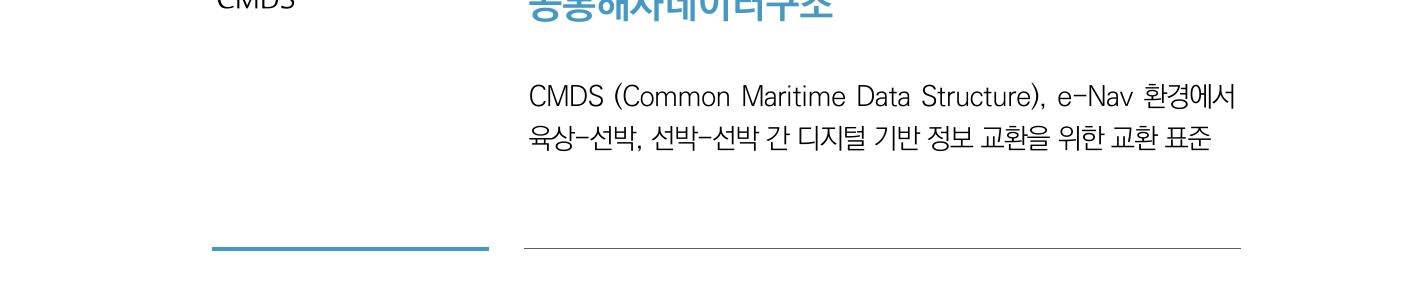 CMDS
공통해사데이터구조
CMDS (Common Maritime Data Structure), e-Nav 환경에서
육상-선박, 선박-선박 간 디지털 기반 정보 교환을 위한 교환 표준